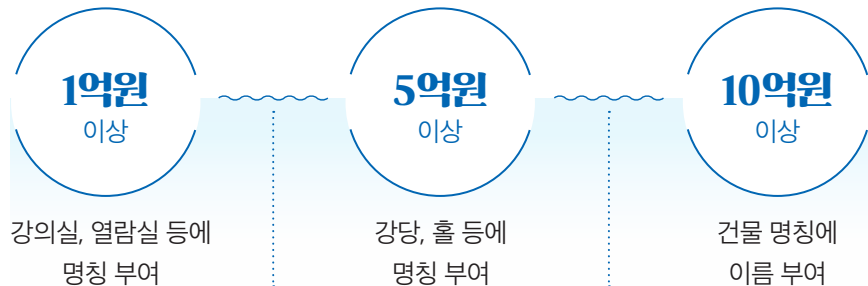 1억원
이상
강의실, 열람실 등에
명칭 부여
5억원
이상
강당, 홀 등에
명칭 부여
10억원
이상
건물 명칭에
이름 부여